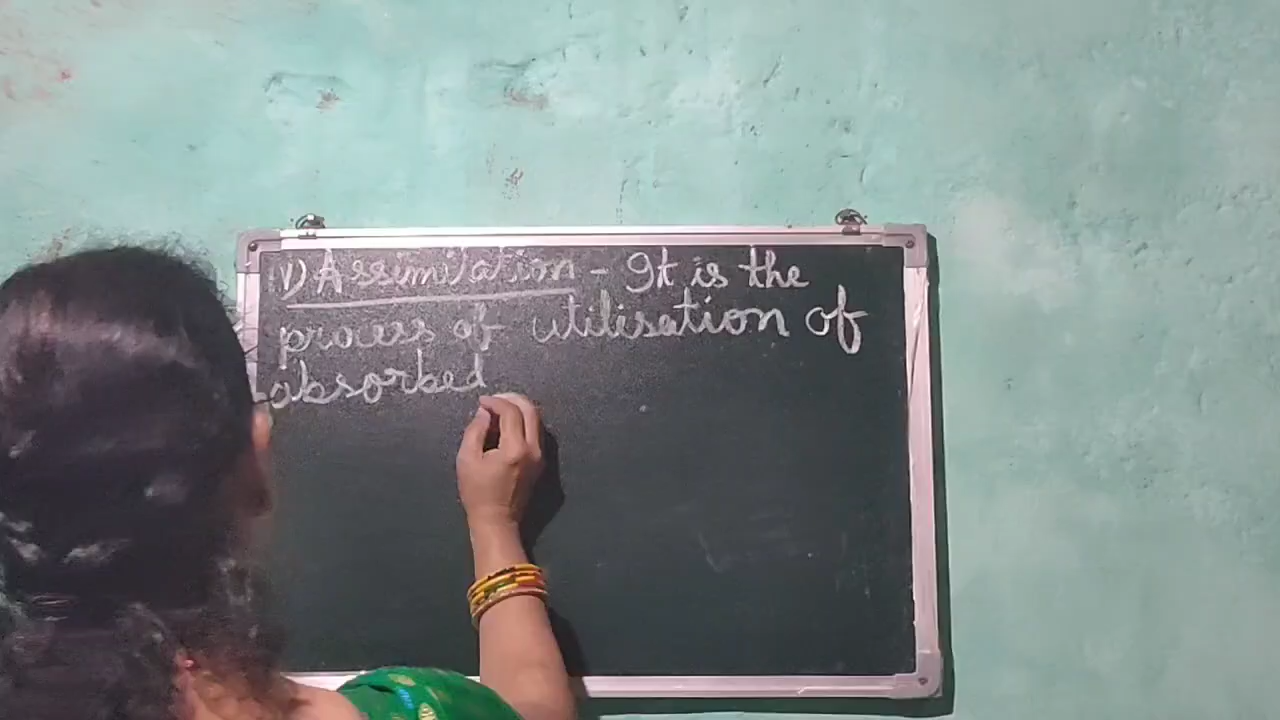 iv) Assimilation - It is the
process of utilisation of
absorbed